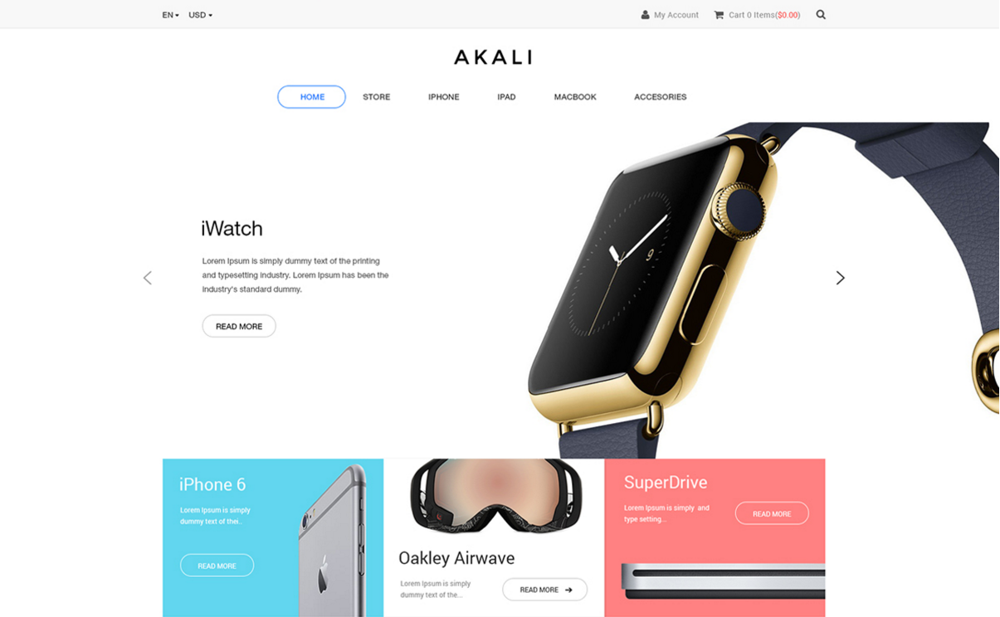 EN USD My Account Cart 0 Items($0.00)
AKALI
HOME STORE IPHONE IPAD MACBOOK ACCESORIES
iWatch
Lorem Ipsum is simply dummy text of the printing
and typesetting industry. Lorem Ipsum has been the
industry's standard dummy.
READ MORE
iPhone 6
Lorem Ipsum is simply
dummy text of thei..
READ MORE
Oakley Airwave
Lorem Ipsum is simply
dummy text of the...
READ MORE
SuperDrive
Lorem Ipsum is simply and
type setting...
READ MORE